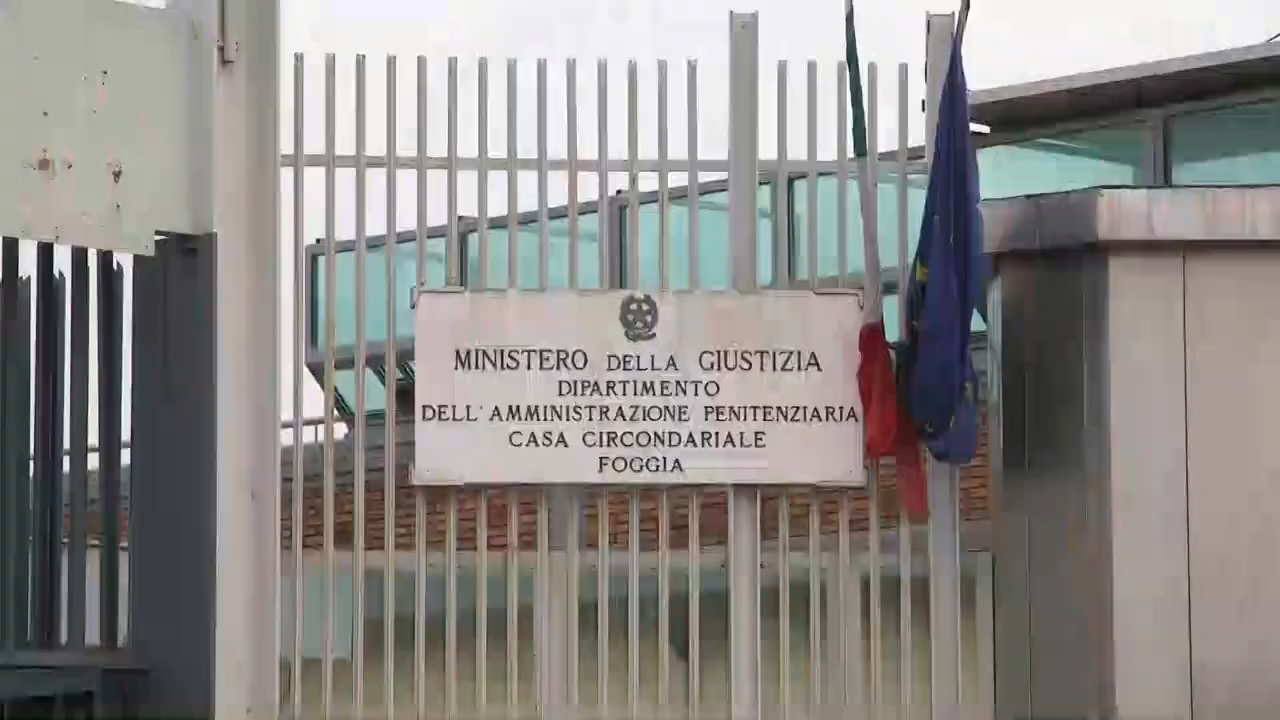 MINISTERO DELLA GIUSTIZIA
DIPARTIMENTO
DELL'AMMINISTRAZIONE PENITENZIARIA
CASA CIRCONDARIALE
FOGGIA